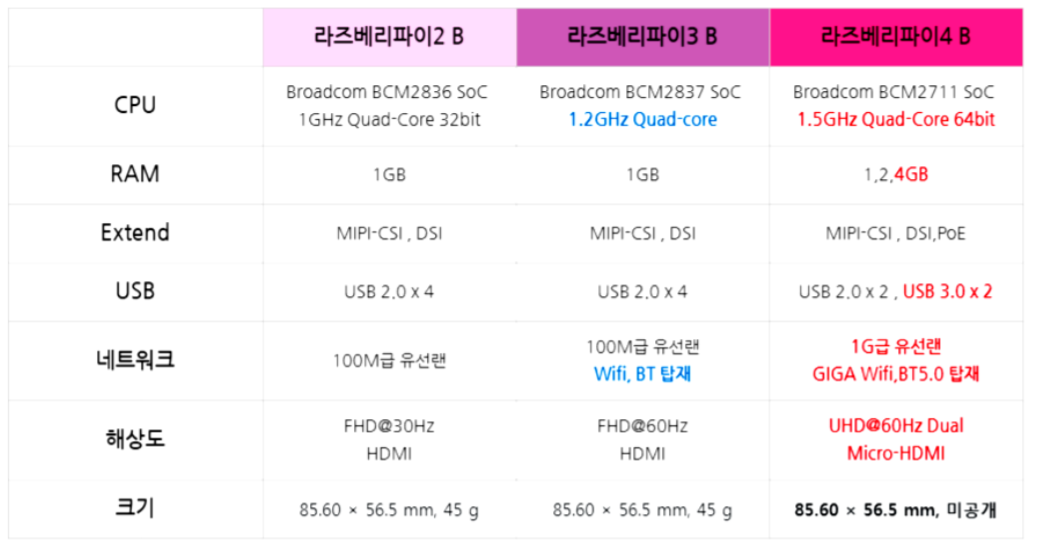 라즈베리파이2 B 라즈베리파이3 B 라즈베리파이4 B
CPU
Broadcom BCM2836 SoC
1GHz Quad-Core 32bit
Broadcom BCM2837 SoC
1.2GHz Quad-core
Broadcom BCM2711 SoC
1.5GHz Quad-Core 64bit
RAM 1GB 1GB 1,2,4GB
Extend MIPI-CSI , DSI MIPI-CSI , DSI MIPI-CSI , DSI,PoE
USB USB 2.0 x 4 USB 2.0 x 4 USB 2.0 x 2 , USB 3.0 x 2
네트워크
100M급 유선랜
100M급 유선랜
Wifi, BT 탑재
1G급 유선랜
GIGA Wifi,BT5.0 탑재
해상도
FHD@30Hz
HDMI
FHD@60Hz
HDMI
UHD@60Hz Dual
Micro-HDMI
크기 85.60 × 56.5 mm, 45 g 85.60 × 56.5 mm, 45 g 85.60 × 56.5 mm, 미공개